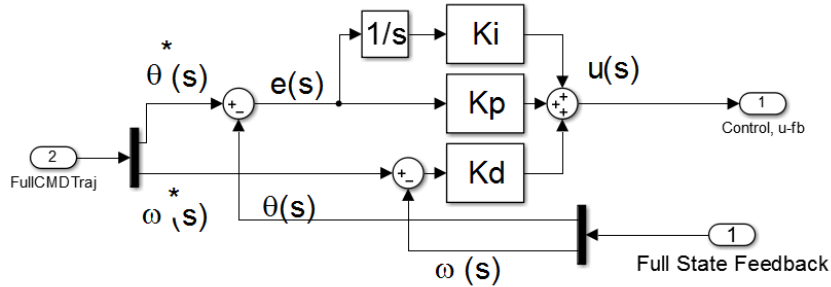 1/s
Ki
*
θ (s)
e(s)
u(s)
+
−
Kp
+
+
+
1
Control, u-fb
2
FullCMDTraj
+
−
Kd
*
ω (s)
θ(s)
1
Full State Feedback
ω (s)